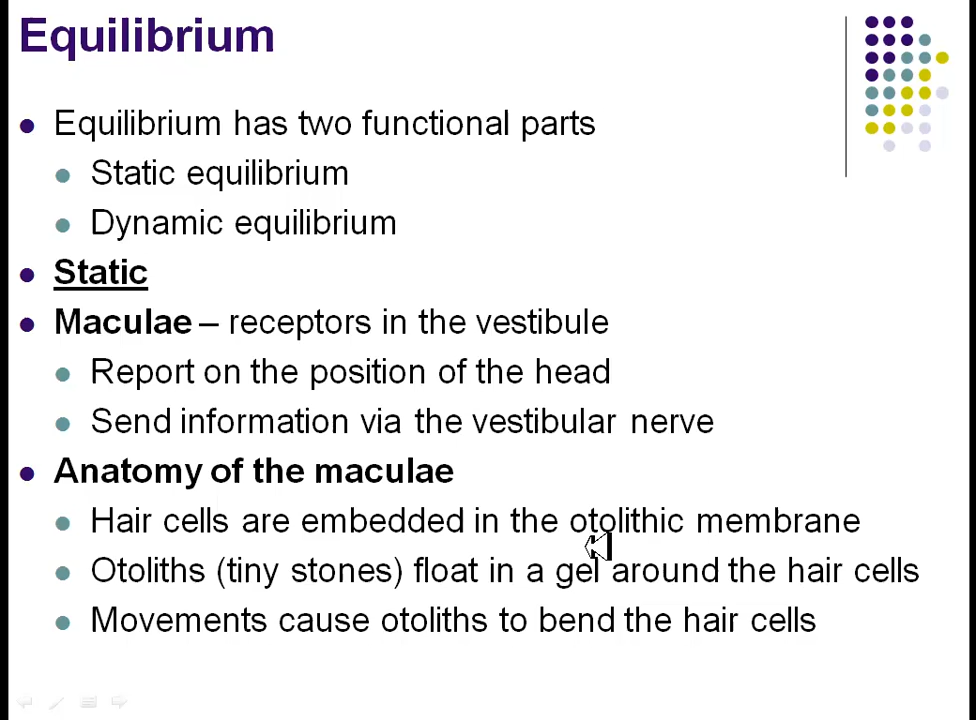 Equilibrium
Equilibrium has two functional parts
Static equilibrium
Dynamic equilibrium
Static
Maculae – receptors in the vestibule
Report on the position of the head
Send information via the vestibular nerve
Anatomy of the maculae
Hair cells are embedded in the otolithic membrane
Otoliths (tiny stones) float in a gel around the hair cells
Movements cause otoliths to bend the hair cells